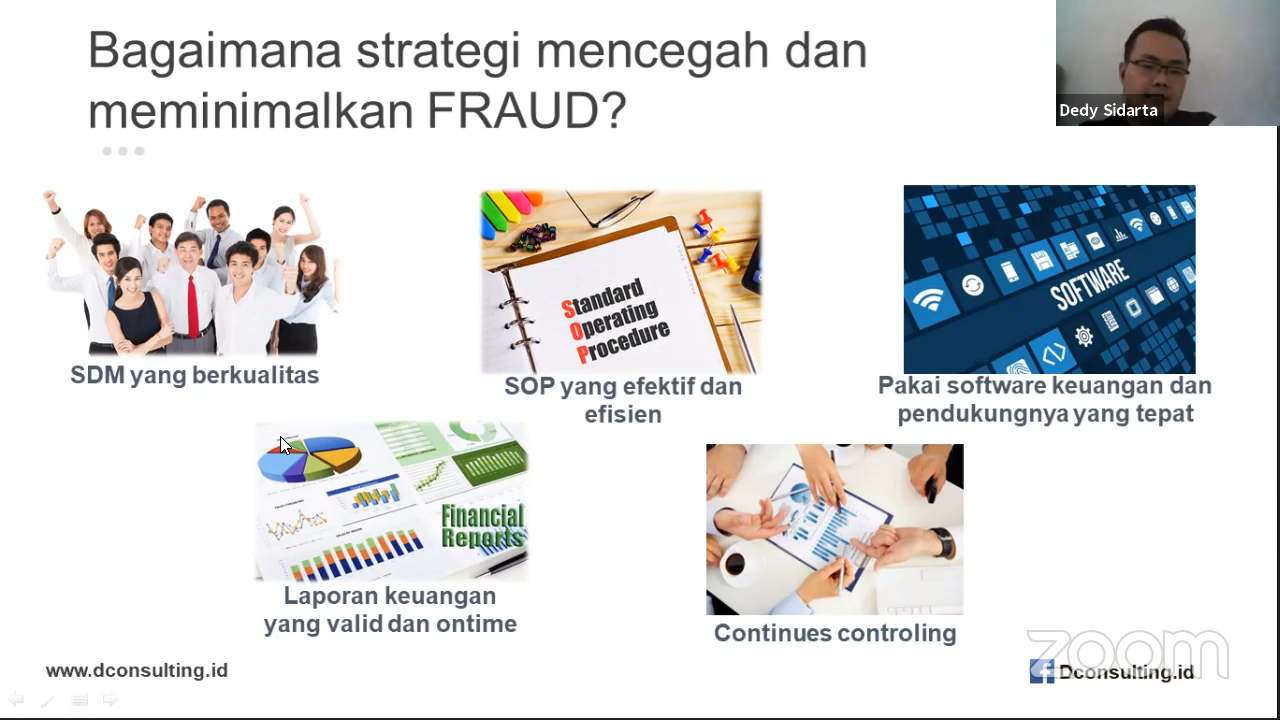 Bagaimana strategi mencegah dan
meminimalkan FRAUD?
Dedy Sidarta
SDM yang berkualitas
Standard
Operating
Procedure
SOP yang efektif dan
efisien
SOFTWARE
Pakai software keuangan dan
pendukungnya yang tepat
Financial
Reports
Laporan keuangan
yang valid dan ontime
Continues controling
www.dconsulting.id
zoom
Dconsulting.id